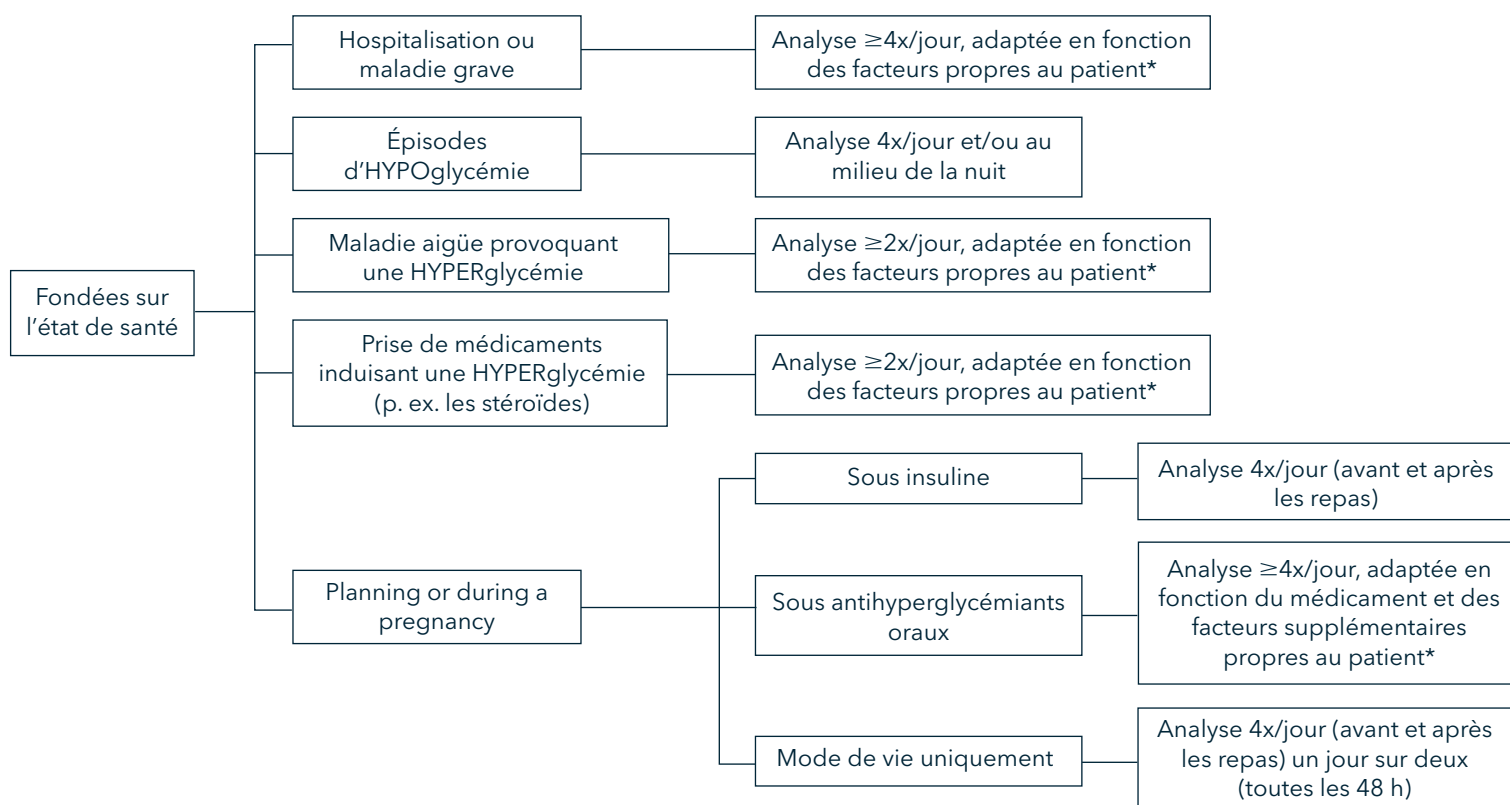 Fondées sur
l'état de santé
Hospitalisation ou
maladie grave
Analyse ≥4x/jour, adaptée en fonction
des facteurs propres au patient*
Épisodes
d'HYPOglycémie
Analyse 4x/jour et/ou au
milieu de la nuit
Maladie aigüe provoquant
une HYPERglycémie
Analyse ≥2x/jour, adaptée en fonction
des facteurs propres au patient*
Prise de médicaments
induisant une HYPERglycémie
(p. ex. les stéroïdes)
Analyse ≥2x/jour, adaptée en fonction
des facteurs propres au patient*
Planning or during a
pregnancy
Sous insuline
Analyse 4x/jour (avant et après
les repas)
Sous antihyperglycémiants
oraux
Analyse ≥4x/jour, adaptée en
fonction du médicament et des
facteurs supplémentaires
propres au patient*
Mode de vie uniquement
Analyse 4x/jour (avant et après
les repas) un jour sur deux
(toutes les 48 h)